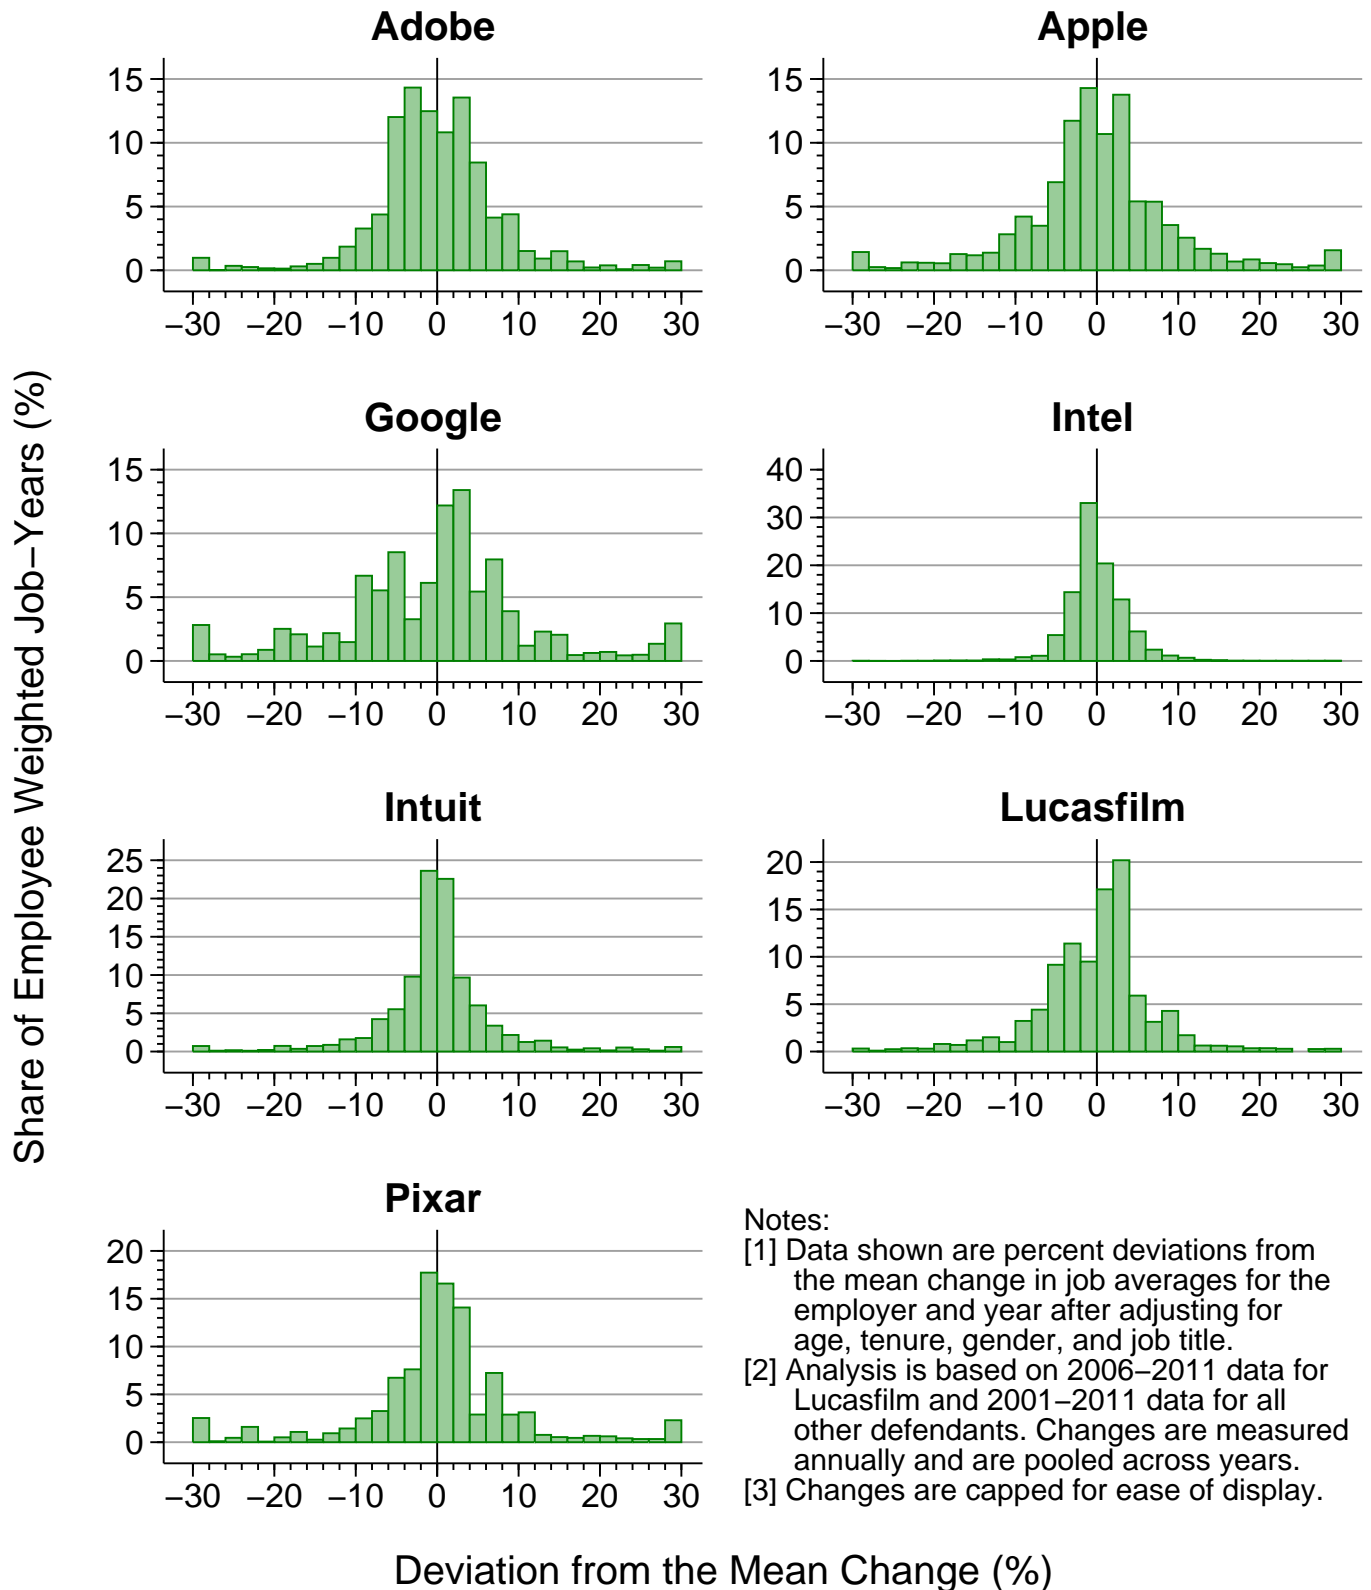 Adobe
15
10
5
0
−30 −20 −10 0 10 20 30
Apple
15
10
5
0
−30 −20 −10 0 10 20 30
Share of Employee Weighted Job−Years (%)
Google
15
10
5
0
−30 −20 −10 0 10 20 30
Intel
40
30
20
10
0
−30 −20 −10 0 10 20 30
Intuit
25
20
15
10
5
0
−30 −20 −10 0 10 20 30
Lucasfilm
20
15
10
5
0
−30 −20 −10 0 10 20 30
Pixar
20
15
10
5
0
−30 −20 −10 0 10 20 30
Notes:
[1] Data shown are percent deviations from
the mean change in job averages for the
employer and year after adjusting for
age, tenure, gender, and job title.
[2] Analysis is based on 2006−2011 data for
Lucasfilm and 2001−2011 data for all
other defendants. Changes are measured
annually and are pooled across years.
[3] Changes are capped for ease of display.
Deviation from the Mean Change (%)